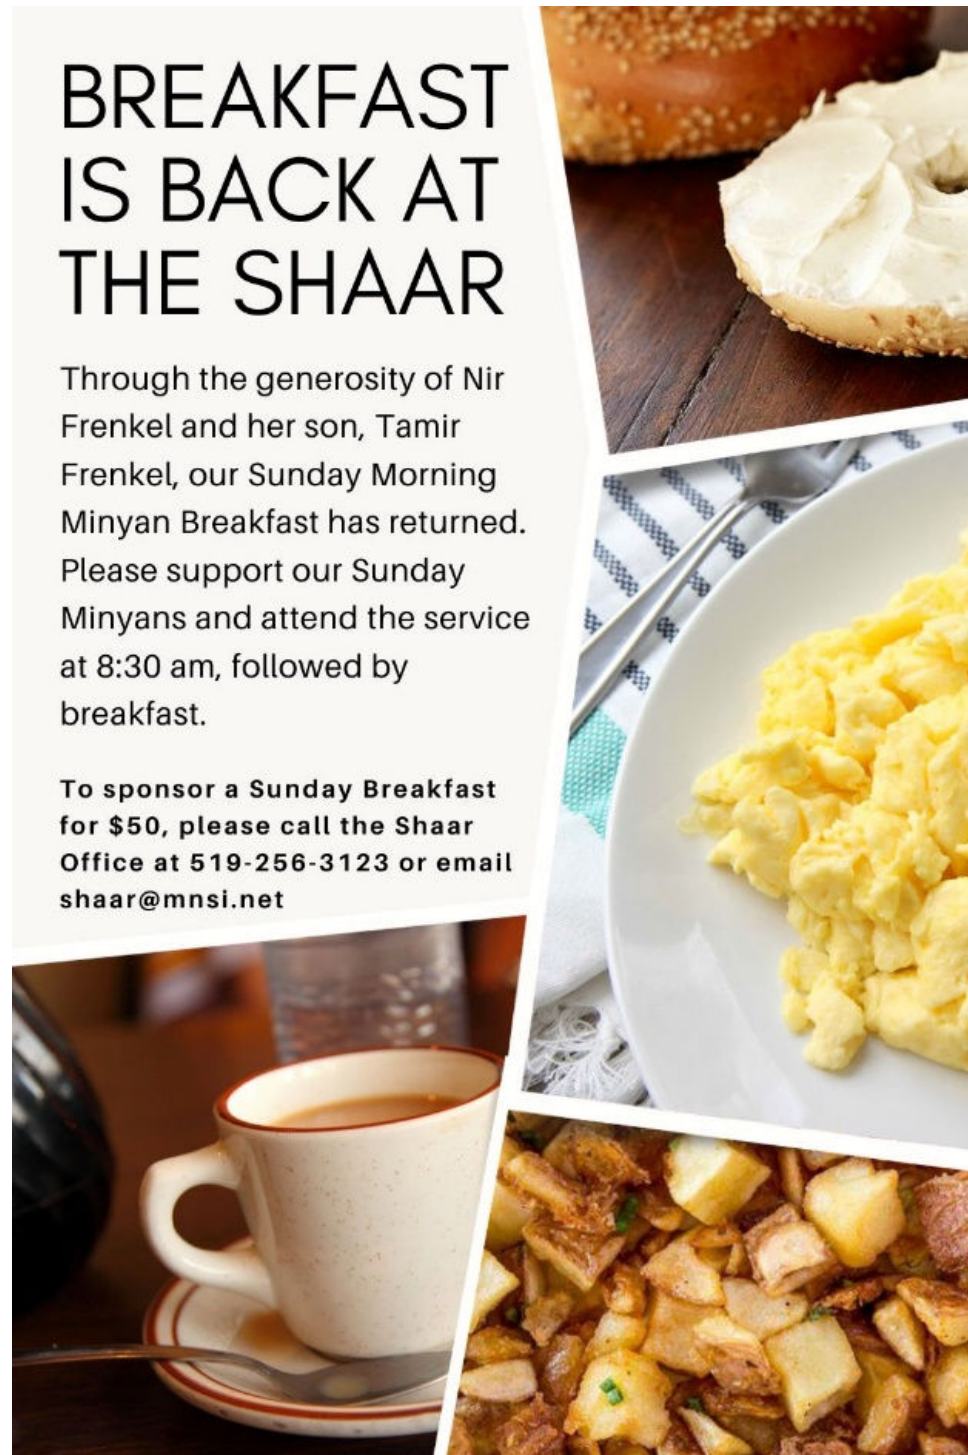 BREAKFAST
IS BACK AT
THE SHAAR
Through the generosity of Nir
Frenkel and her son, Tamir
Frenkel, our Sunday Morning
Minyan Breakfast has returned.
Please support our Sunday
Minyans and attend the service
at 8:30 am, followed by
breakfast.
To sponsor a Sunday Breakfast
for $50, please call the Shaar
Office at 519-256-3123 or email
shaar@mnsi.net